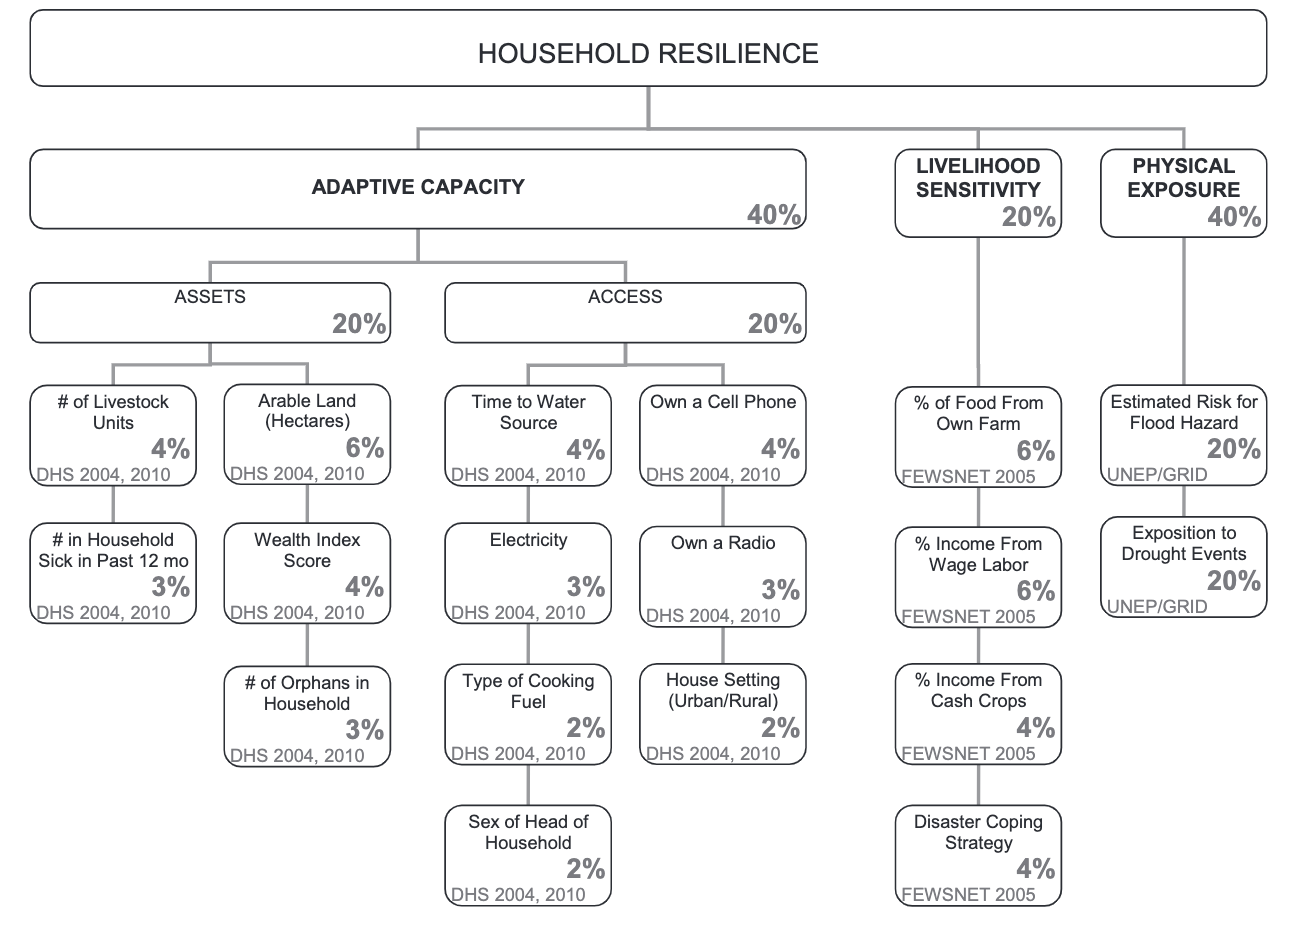 HOUSEHOLD RESILIENCE
ADAPTIVE CAPACITY
40%
LIVELIHOOD
SENSITIVITY
20%
PHYSICAL
EXPOSURE
40%
ASSETS
20%
ACCESS
20%
# of Livestock
Units
4%
DHS 2004, 2010
# in Household
Sick in Past 12 mo
3%
DHS 2004, 2010
Arable Land
(Hectares)
6%
DHS 2004, 2010
Wealth Index
Score
4%
DHS 2004, 2010
# of Orphans in
Household
3%
DHS 2004, 2010
Time to Water
Source
4%
DHS 2004, 2010
Electricity
3%
DHS 2004, 2010
Type of Cooking
Fuel
2%
DHS 2004, 2010
Sex of Head of
Household
2%
DHS 2004, 2010
Own a Cell Phone
4%
DHS 2004, 2010
Own a Radio
3%
DHS 2004, 2010
House Setting
(Urban/Rural)
2%
DHS 2004, 2010
% of Food From
Own Farm
6%
FEWSNET 2005
% Income From
Wage Labor
6%
FEWSNET 2005
% Income From
Cash Crops
4%
FEWSNET 2005
Disaster Coping
Strategy
4%
FEWSNET 2005
Estimated Risk for
Flood Hazard
20%
UNEP/GRID
Exposition to
Drought Events
20%
UNEP/GRID